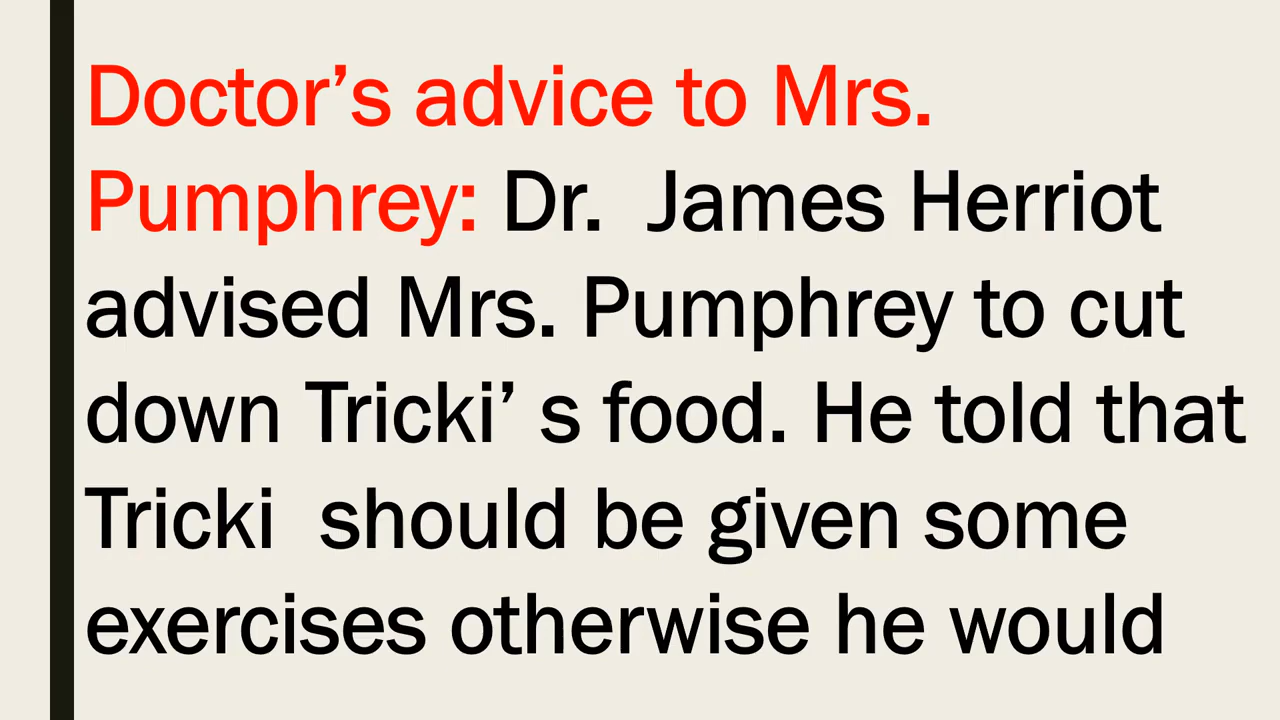 Doctor’s advice to Mrs.
Pumphrey: Dr.  James Herriot
advised Mrs. Pumphrey to cut
down Tricki’ s food. He told that
Tricki  should be given some
exercises otherwise he would